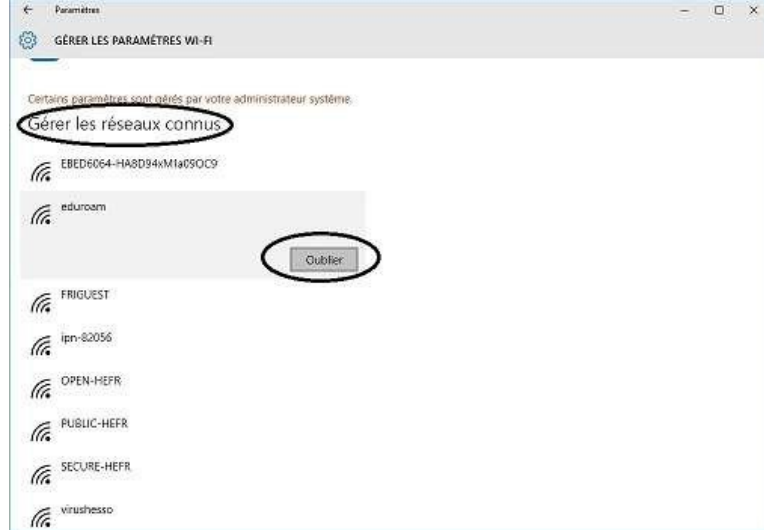 Paramètres
GÉRER LES PARAMÈTRES WI-FI
Certains paramètres sont gérés par votre administrateur système.
Gérer les réseaux connus
EBED6064-HA8D94xM1a09OC9
eduroam
Oublier
FRIGUEST
ipn-82056
OPEN-HEFR
PUBLIC-HEFR
SECURE-HEFR
virushesso